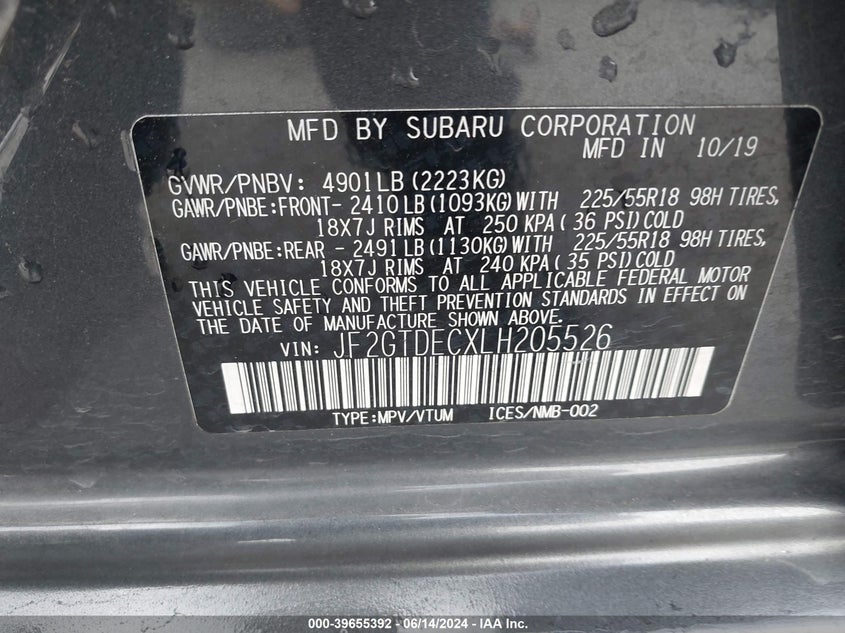 MFD BY SUBARU CORPORATION
MFD IN 10/19
GVWR/PNBV: 4901LB (2223KG)
GAWR/PNBE:FRONT- 2410 LB (1093KG) WITH 225/55R18 98H TIRES,
18X7J RIMS AT 250 KPA ( 36 PSI) COLD
GAWR/PNBE:REAR - 2491 LB (1130KG) WITH 225/55R18 98H TIRES,
18X7J RIMS AT 240 KPA ( 35 PSI) COLD
THIS VEHICLE CONFORMS TO ALL APPLICABLE FEDERAL MOTOR
VEHICLE SAFETY AND THEFT PREVENTION STANDARDS IN EFFECT ON
THE DATE OF MANUFACTURE SHOWN ABOVE.
VIN: JF2GTDECXLH205526
TYPE:MPV/VTUM ICES/NMB-002
000-39655392 - 06/14/2024 - IAA Inc.